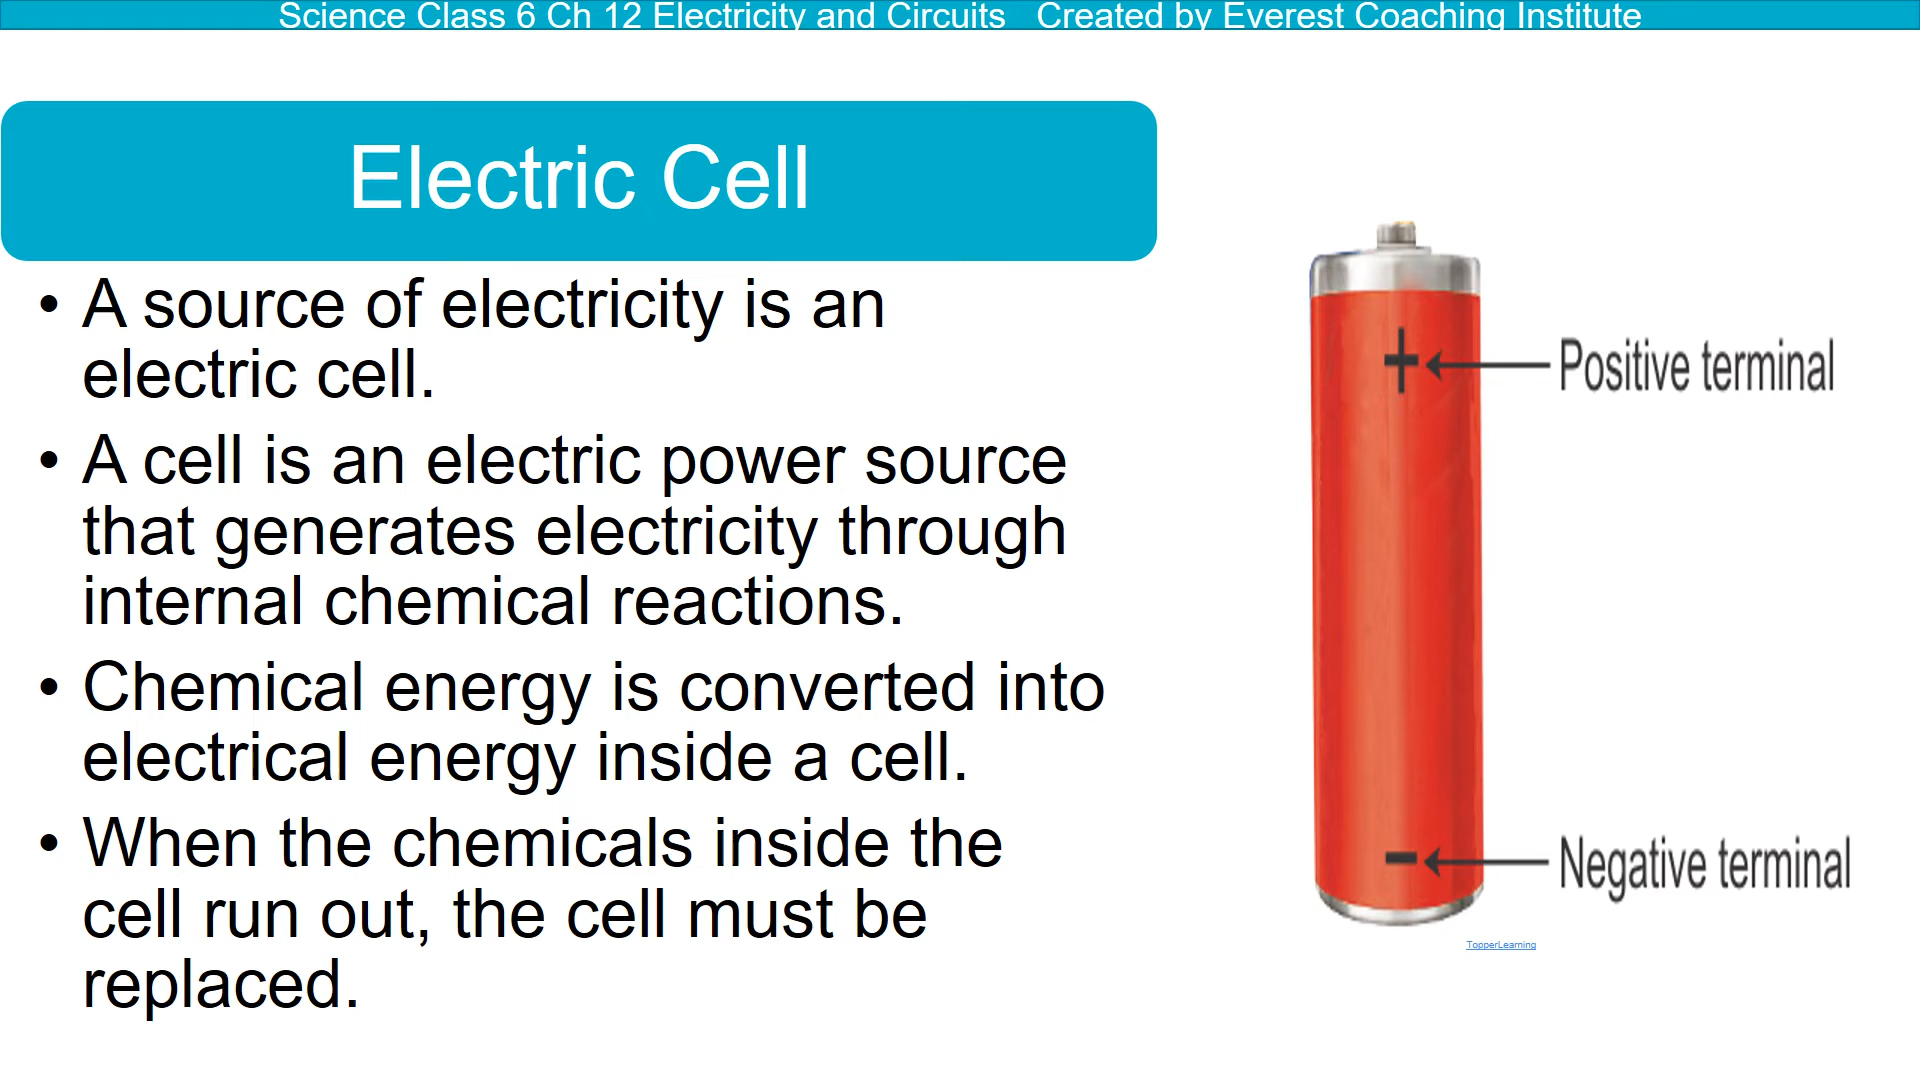 Science Class 6 Ch 12 Electricity and Circuits   Created by Everest Coaching Institute
Electric Cell
• A source of electricity is an
electric cell.
• A cell is an electric power source
that generates electricity through
internal chemical reactions.
• Chemical energy is converted into
electrical energy inside a cell.
• When the chemicals inside the
cell run out, the cell must be
replaced.
+ Positive terminal
- Negative terminal
TopperLearning